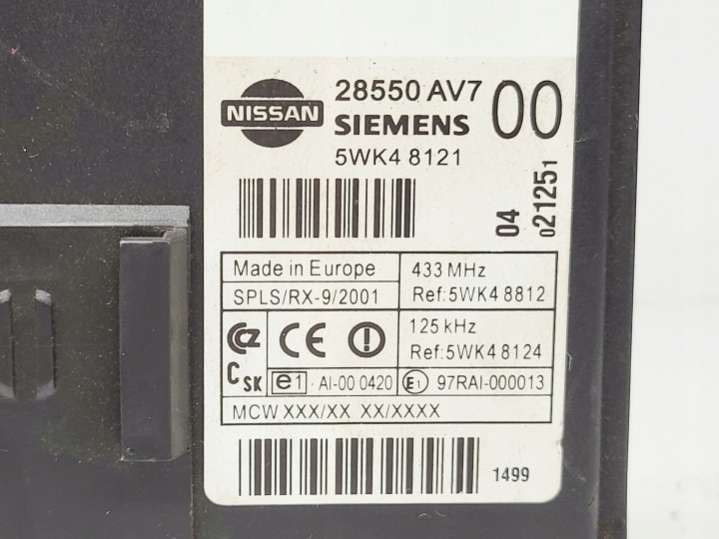 NISSAN
28550 AV7 00
SIEMENS
5WK4 8121
04
021251
Made in Europe
433 MHz
SPLS/RX-9/2001
Ref:5WK4 8812
CE
125 kHz
Ref:5WK4 8124
C SK
e1 · AI-00 0420
E1 97RAI-000013
MCW XXX/XX XX/XXXX
1499